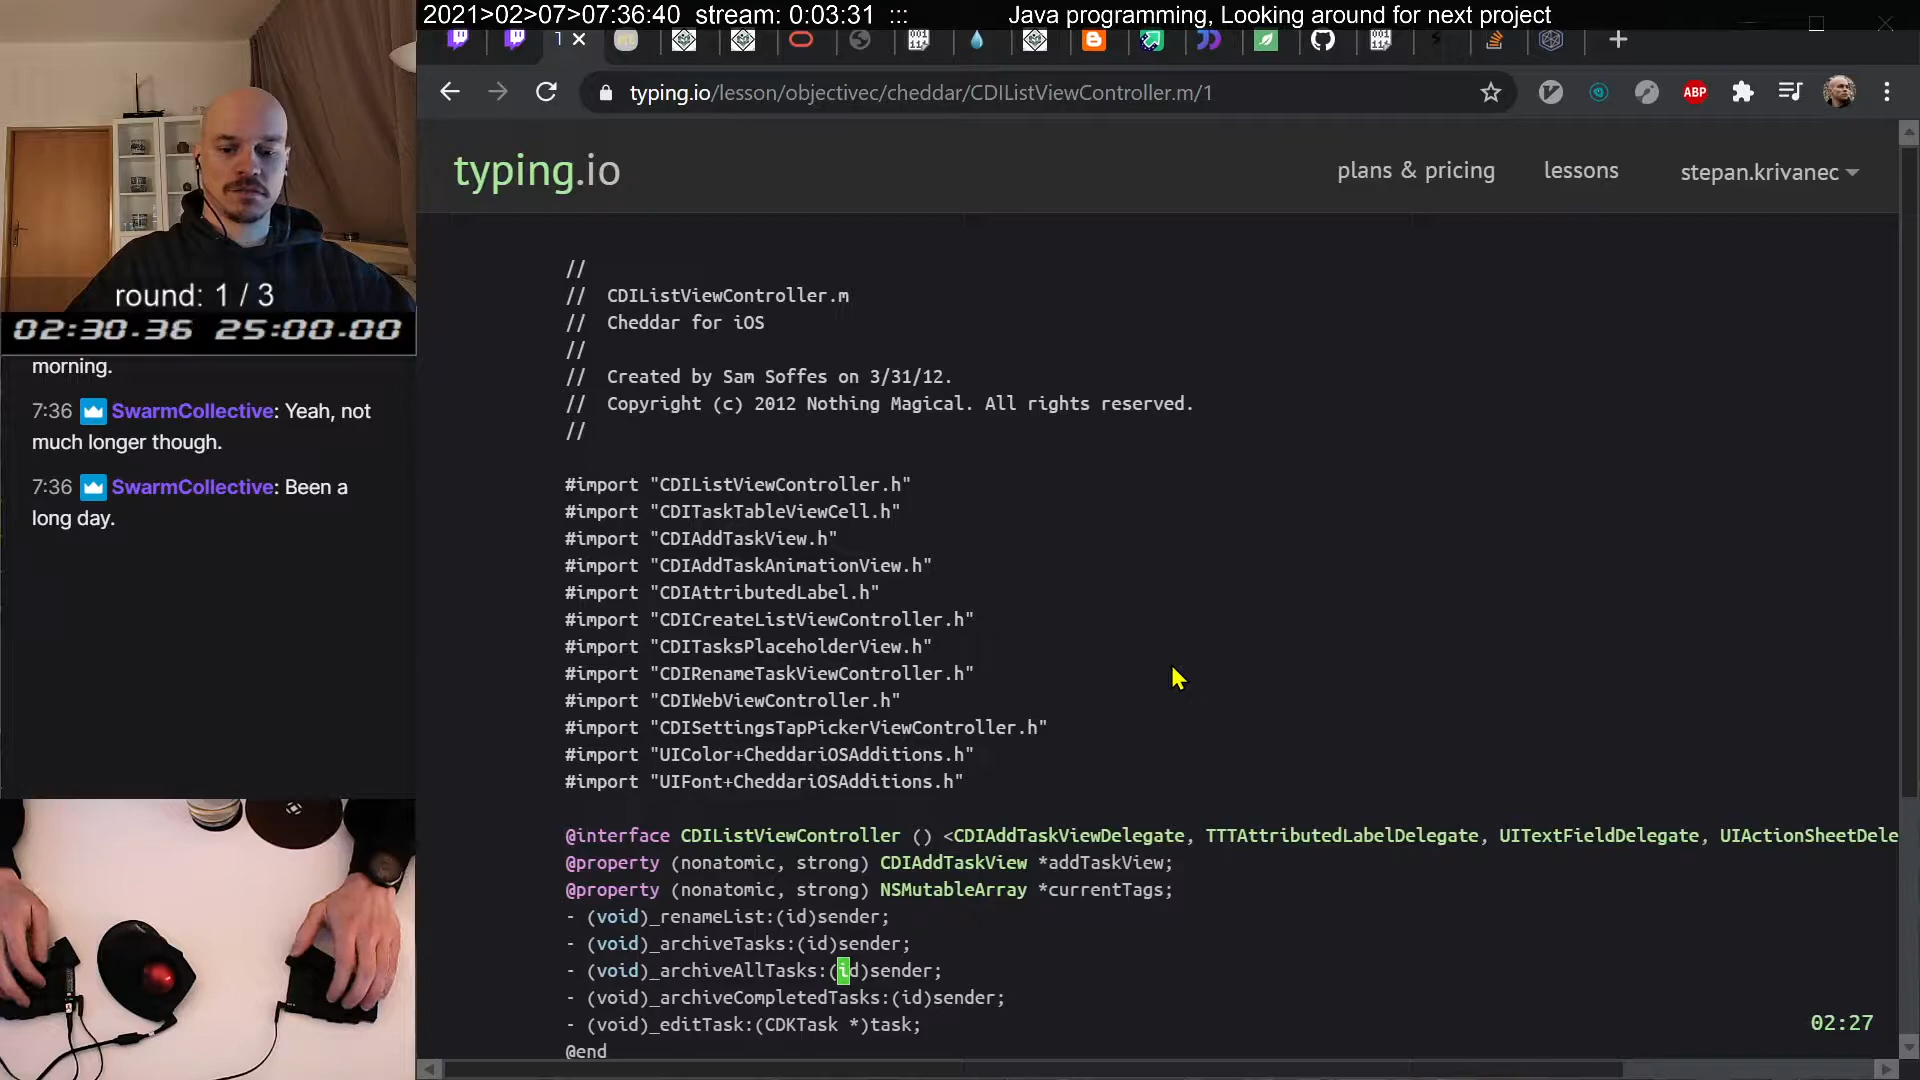 2021>02>07>07:36:40 stream: 0:03:31 ::: Java programming, Looking around for next project
typing.io/lesson/objectivec/cheddar/CDIListViewController.m/1
ABP
typing.io
plans & pricing
lessons
stepan.krivanec
round: 1 / 3
02:30.36 25:00.00
morning.
7:36 SwarmCollective: Yeah, not
much longer though.
7:36 SwarmCollective: Been a
long day.
//
// CDIListViewController.m
// Cheddar for iOS
//
// Created by Sam Soffes on 3/31/12.
// Copyright (c) 2012 Nothing Magical. All rights reserved.
//
#import "CDIListViewController.h"
#import "CDITaskTableViewCell.h"
#import "CDIAddTaskView.h"
#import "CDIAddTaskAnimationView.h"
#import "CDIAttributedLabel.h"
#import "CDICreateListViewController.h"
#import "CDITasksPlaceholderView.h"
#import "CDIRenameTaskViewController.h"
#import "CDIWebViewController.h"
#import "CDISettingsTapPickerViewController.h"
#import "UIColor+CheddariOSAdditions.h"
#import "UIFont+CheddariOSAdditions.h"
@interface CDIListViewController () <CDIAddTaskViewDelegate, TTTAttributedLabelDelegate, UITextFieldDelegate, UIActionSheetDele
@property (nonatomic, strong) CDIAddTaskView *addTaskView;
@property (nonatomic, strong) NSMutableArray *currentTags;
- (void)_renameList:(id)sender;
- (void)_archiveTasks:(id)sender;
- (void)_archiveAllTasks:(id)sender;
- (void)_archiveCompletedTasks:(id)sender;
- (void)_editTask:(CDKTask *)task;
@end
02:27